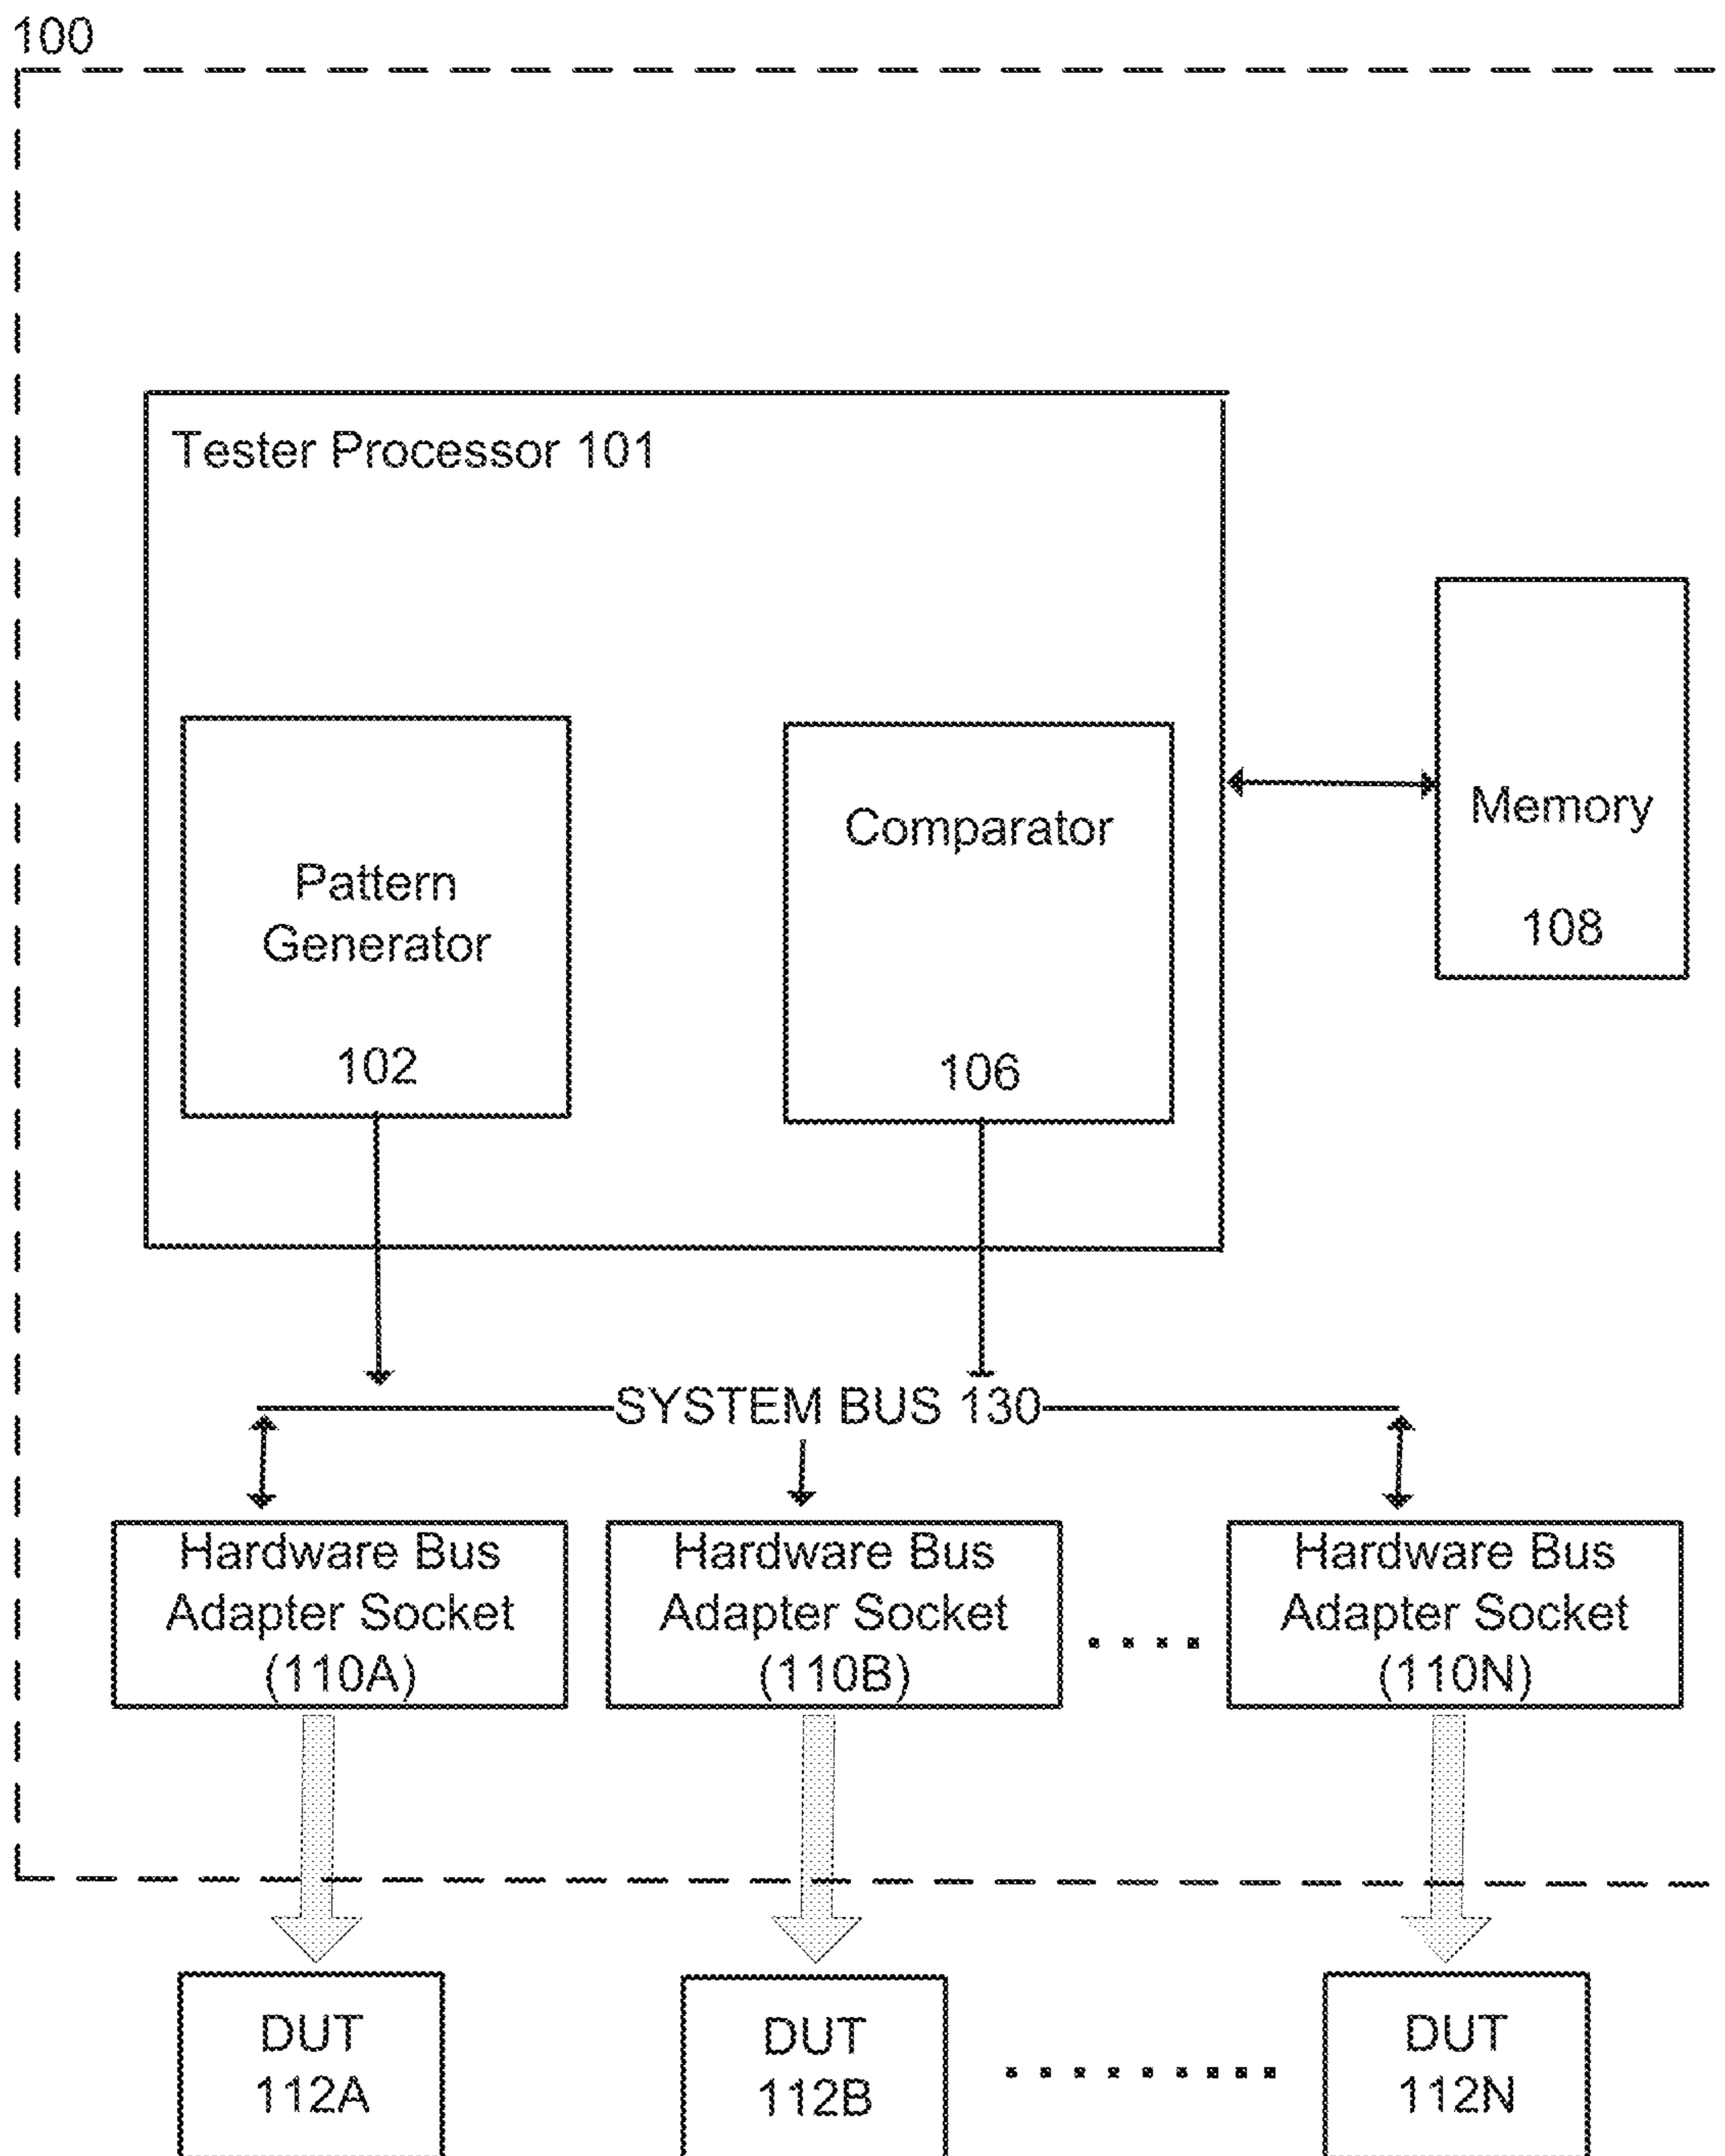 100
Tester Processor 101
Pattern
Generator
102
Comparator
106
Memory
108
SYSTEM BUS 130
Hardware Bus
Adapter Socket
(110A)
Hardware Bus
Adapter Socket
(110B)
Hardware Bus
Adapter Socket
(110N)
DUT
112A
DUT
112B
DUT
112N